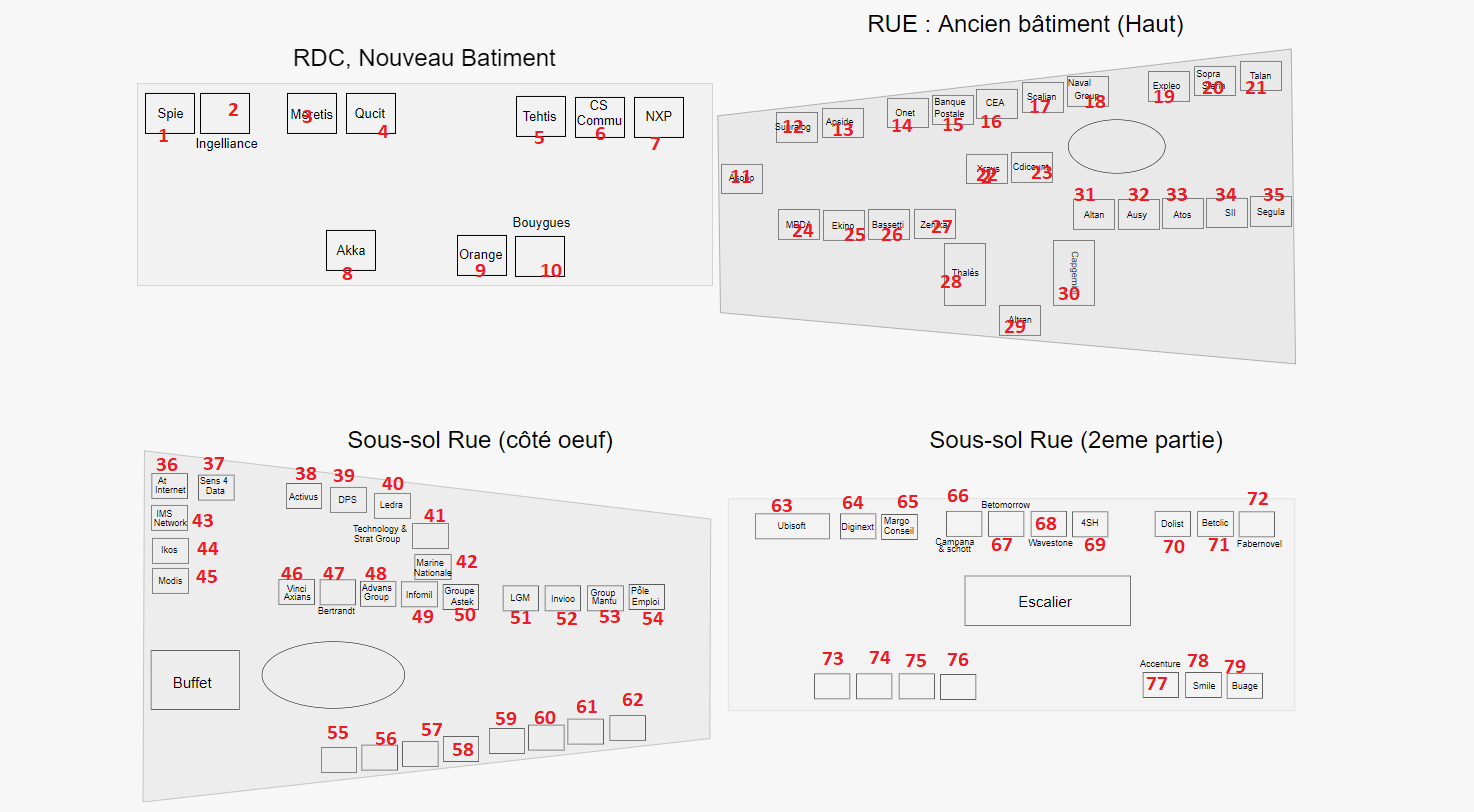 RDC, Nouveau Batiment
Spie
1
2
Ingelliance
Meretis
3
Qucit
4
Tehtis
5
CS
Commu
6
NXP
7
Akka
8
Orange
9
Bouygues
10
RUE : Ancien bâtiment (Haut)
11
12
Apside
13
Onet
14
Banque
Postale
15
CEA
16
Scalian
17
Naval
Group
18
Expleo
19
Sopra
Steria
20
Talan
21
22
Cdicount
23
MBDA
24
Ekino
25
Bassetti
26
27
Thalès
28
Altran
29
Capgemini
30
31
Altan
32
Ausy
33
Atos
34
SII
35
Segula
Sous-sol Rue (côté oeuf)
36
At
Internet
37
Sens 4
Data
38
Activus
39
DPS
40
Ledra
41
Technology &
Strat Group
Marine
Nationale
42
IMS
Network
43
Ikos
44
Modis
45
46
Vinci
Axians
47
Bertrandt
48
Advans
Group
Infomil
49
Groupe
Astek
50
LGM
51
Invioo
52
Group
Mantu
53
Pôle
Emploi
54
Buffet
55
56
57
58
59
60
61
62
Sous-sol Rue (2eme partie)
63
Ubisoft
64
Diginext
65
Margo
Conseil
66
Campana
& schott
Betomorrow
67
68
Wavestone
4SH
69
Dolist
70
Betclic
71
72
Fabernovel
Escalier
73
74
75
76
Accenture
77
78
Smile
79
Buage